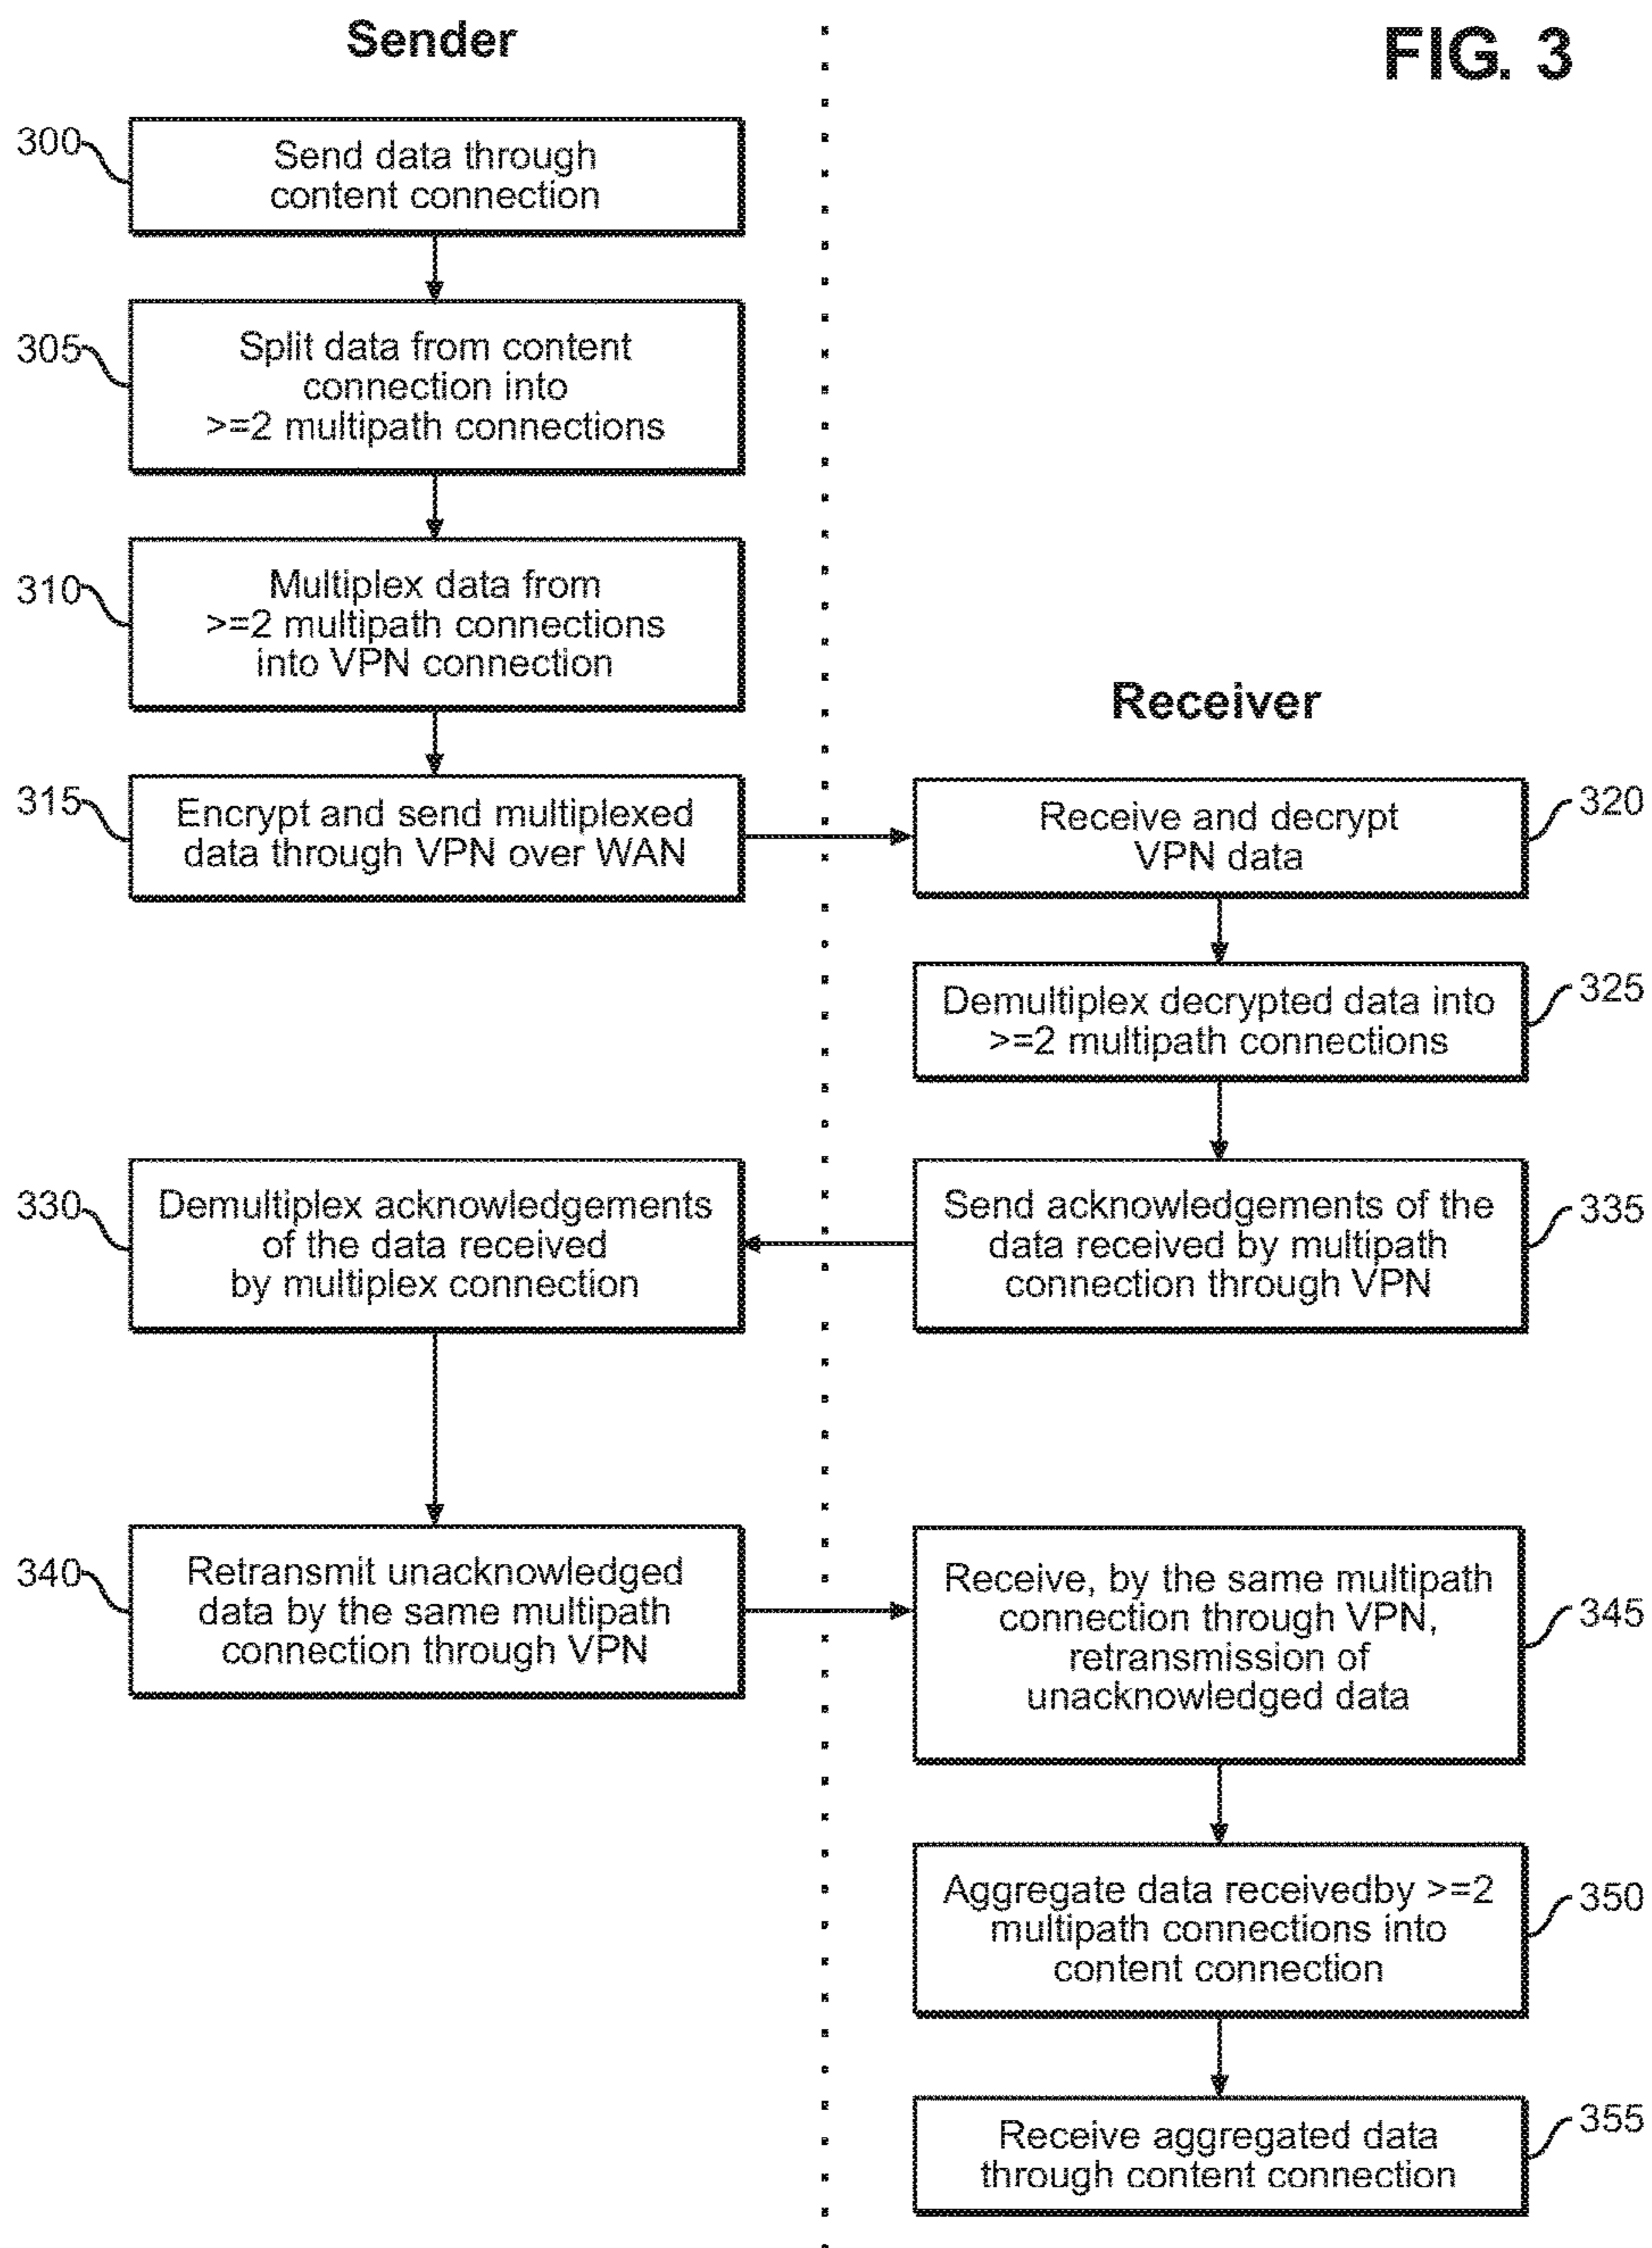 Sender
FIG. 3
300
Send data through
content connection
305
Split data from content
connection into
>=2 multipath connections
310
Multiplex data from
>=2 multipath connections
into VPN connection
315
Encrypt and send multiplexed
data through VPN over WAN
Receiver
320
Receive and decrypt
VPN data
325
Demultiplex decrypted data into
>=2 multipath connections
330
Demultiplex acknowledgements
of the data received
by multiplex connection
335
Send acknowledgements of the
data received by multipath
connection through VPN
340
Retransmit unacknowledged
data by the same multipath
connection through VPN
345
Receive, by the same multipath
connection through VPN,
retransmission of
unacknowledged data
350
Aggregate data receivedby >=2
multipath connections into
content connection
355
Receive aggregated data
through content connection